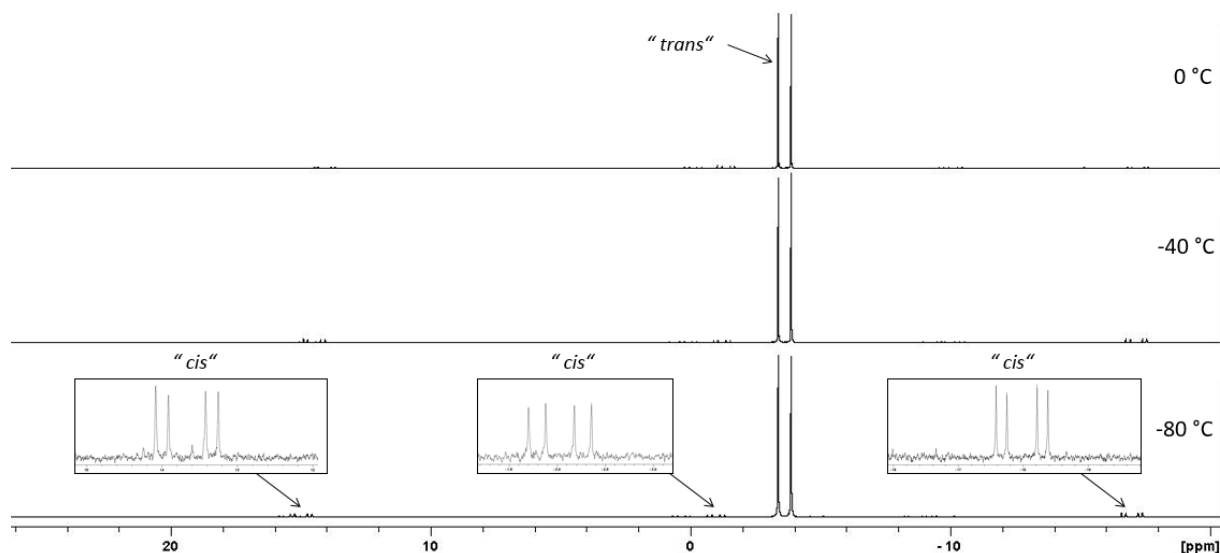 “ trans“
0 °C
-40 °C
“ cis“
“ cis“
“ cis“
-80 °C
20
10
0
-10
[ppm]